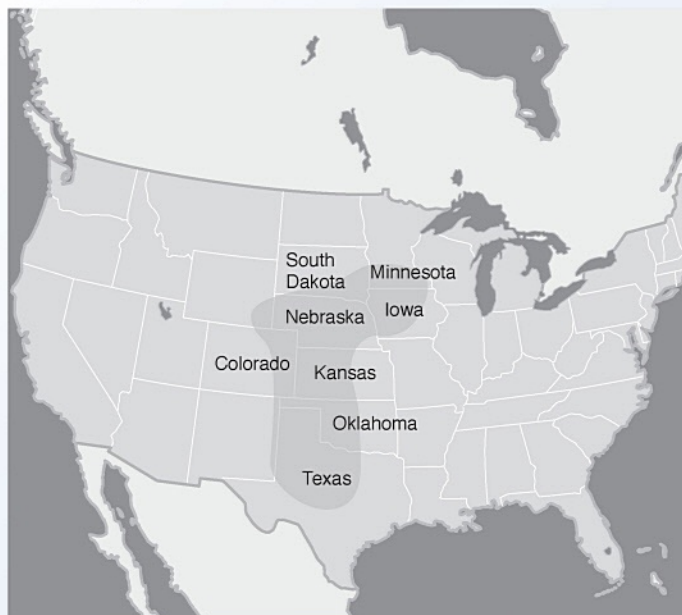 South
Dakota
Minnesota
Nebraska
Iowa
Colorado
Kansas
Oklahoma
Texas